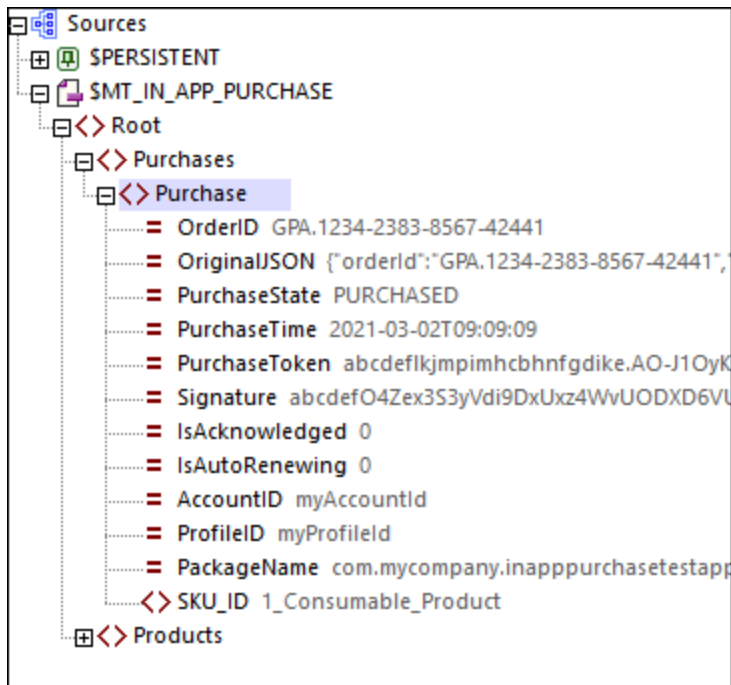 Sources
$PERSISTENT
$MT_IN_APP_PURCHASE
Root
Purchases
Purchase
OrderID GPA.1234-2383-8567-42441
OriginalJSON {"orderId":"GPA.1234-2383-8567-42441","
PurchaseState PURCHASED
PurchaseTime 2021-03-02T09:09:09
PurchaseToken abcdeflkjmpimhcbhnfgdike.AO-J1OyK
Signature abcdefO4Zex3S3yVdi9DxUxz4WvUODXD6VU
IsAcknowledged 0
IsAutoRenewing 0
AccountID myAccountId
ProfileID myProfileId
PackageName com.mycompany.inapppurchasetestapp
SKU_ID 1_Consumable_Product
Products